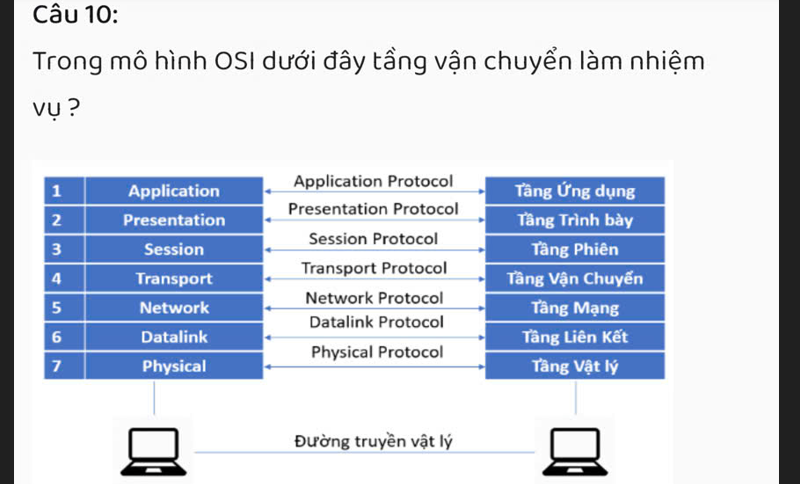 Câu 10:
Trong mô hình OSI dưới đây tầng vận chuyển làm nhiệm
vụ ?
1 Application Application Protocol Tầng Ứng dụng
2 Presentation Presentation Protocol Tầng Trình bày
3 Session Session Protocol Tầng Phiên
4 Transport Transport Protocol Tầng Vận Chuyển
5 Network Network Protocol Tầng Mạng
6 Datalink Datalink Protocol Tầng Liên Kết
7 Physical Physical Protocol Tầng Vật lý
Đường truyền vật lý